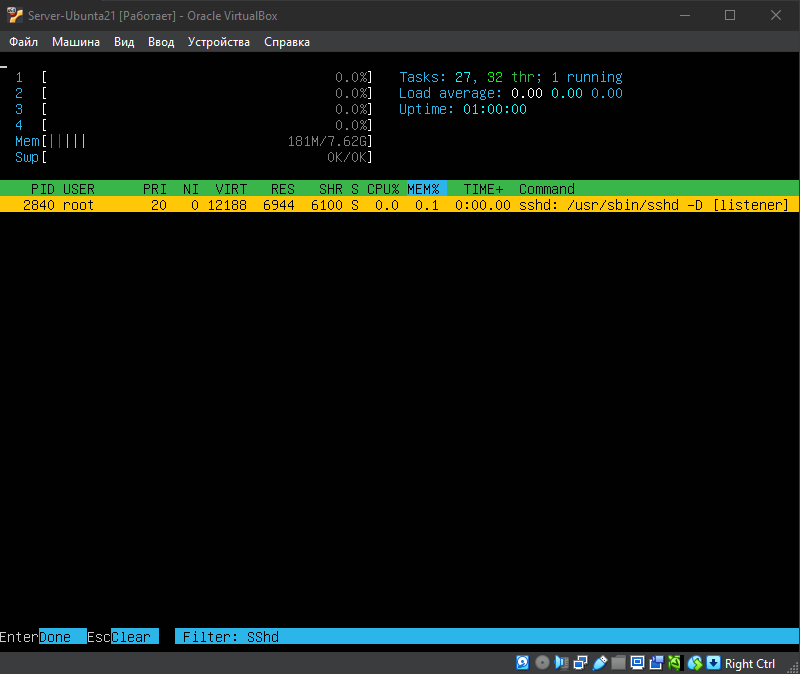 Server-Ubunta21 [Работает] - Oracle VirtualBox
Файл Машина Вид Ввод Устройства Справка
1 [ 0.0%] Tasks: 27, 32 thr; 1 running
2 [ 0.0%] Load average: 0.00 0.00 0.00
3 [ 0.0%] Uptime: 01:00:00
4 [ 0.0%]
Mem[||||| 181M/7.62G]
Swp[ 0K/0K]
PID USER PRI NI VIRT RES SHR S CPU% MEM% TIME+ Command
2840 root 20 0 12188 6944 6100 S 0.0 0.1 0:00.00 sshd: /usr/sbin/sshd -D [listener]
EnterDone EscClear Filter: SShd
Right Ctrl